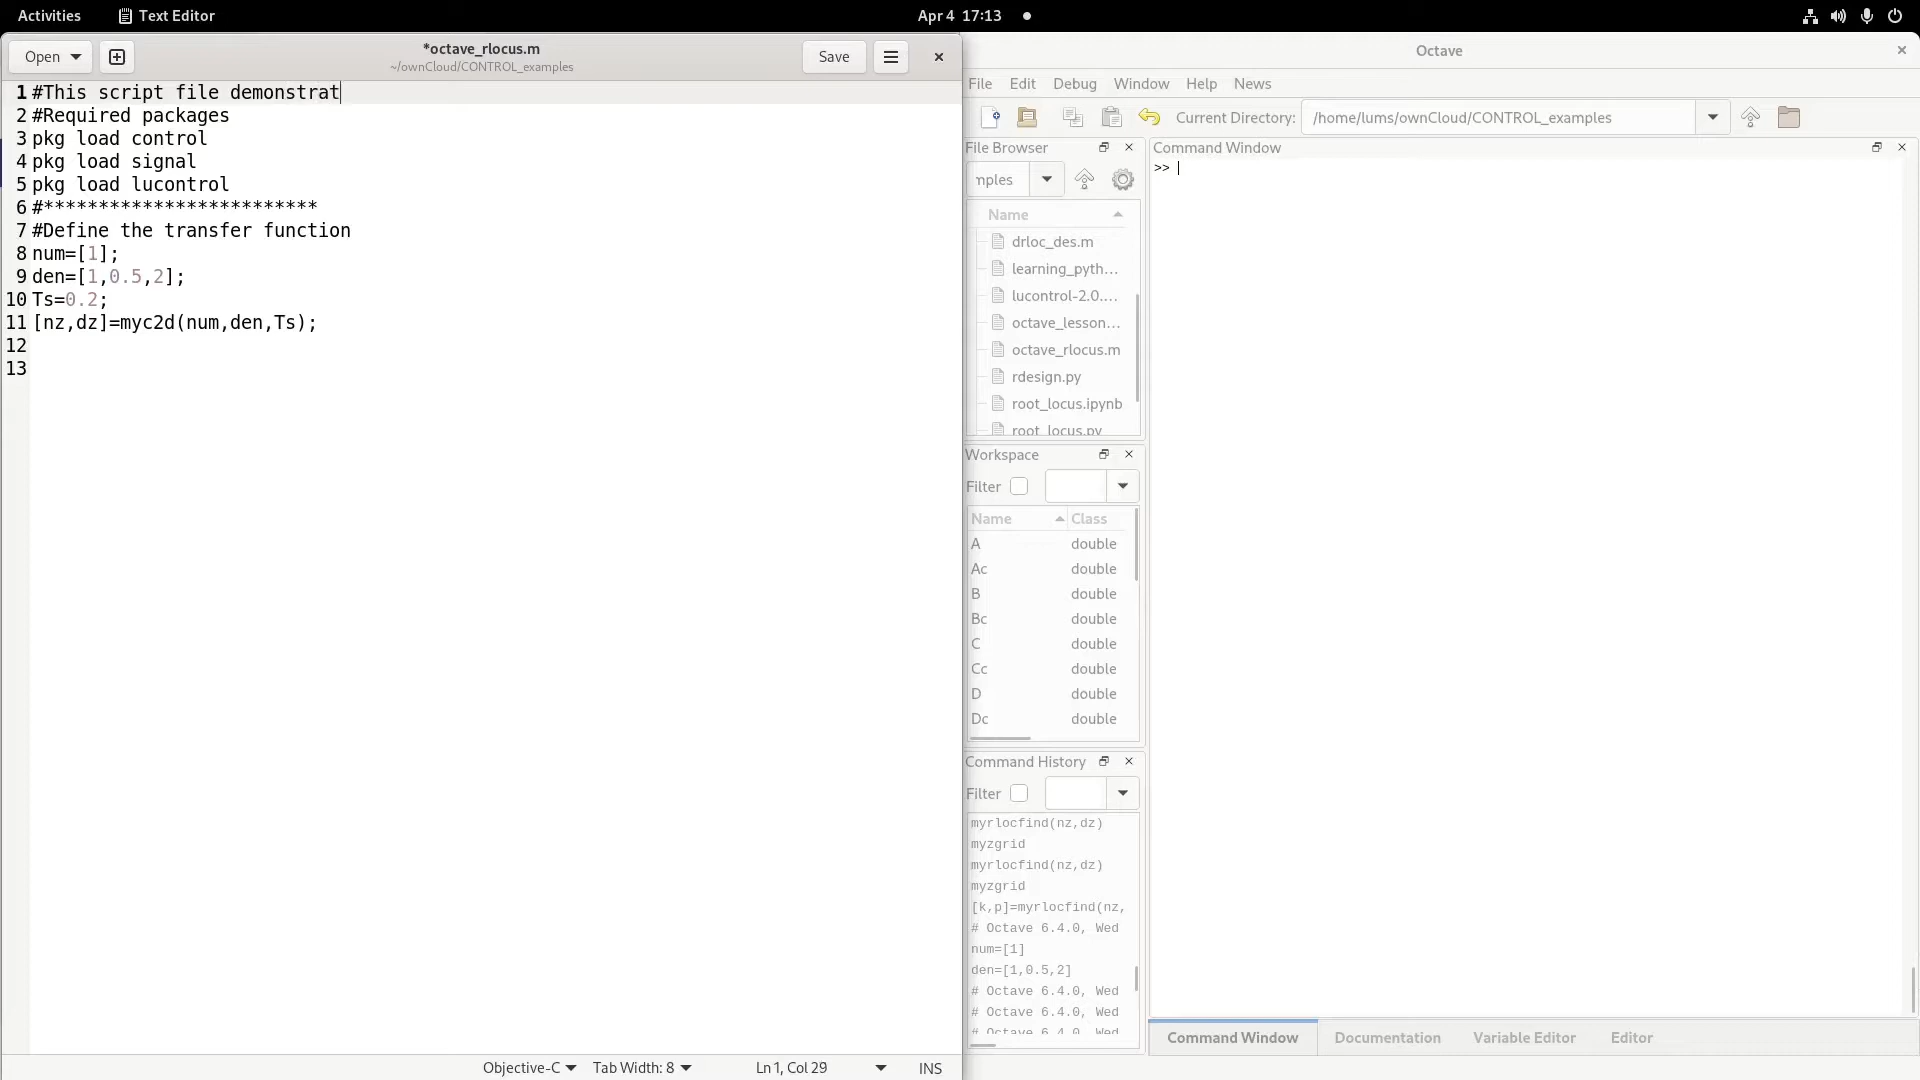 Activities Text Editor Apr 4 17:13
Open *octave_rlocus.m Save
~/ownCloud/CONTROL_examples
1 #This script file demonstrat
2 #Required packages
3 pkg load control
4 pkg load signal
5 pkg load lucontrol
6 #*************************
7 #Define the transfer function
8 num=[1];
9 den=[1,0.5,2];
10 Ts=0.2;
11 [nz,dz]=myc2d(num,den,Ts);
12
13
Objective-C Tab Width: 8 Ln 1, Col 29 INS
Octave
File Edit Debug Window Help News
Current Directory: /home/lums/ownCloud/CONTROL_examples
File Browser
mples
Name
drloc_des.m
learning_pyth...
lucontrol-2.0....
octave_lesson...
octave_rlocus.m
rdesign.py
root_locus.ipynb
root_locus.py
Workspace
Filter
Name Class
A double
Ac double
B double
Bc double
C double
Cc double
D double
Dc double
Command History
Filter
myrlocfind(nz,dz)
myzgrid
myrlocfind(nz,dz)
myzgrid
[k,p]=myrlocfind(nz,
# Octave 6.4.0, Wed
num=[1]
den=[1,0.5,2]
# Octave 6.4.0, Wed
# Octave 6.4.0, Wed
# Octave 6.4.0, Wed
Command Window
>>
Command Window Documentation Variable Editor Editor